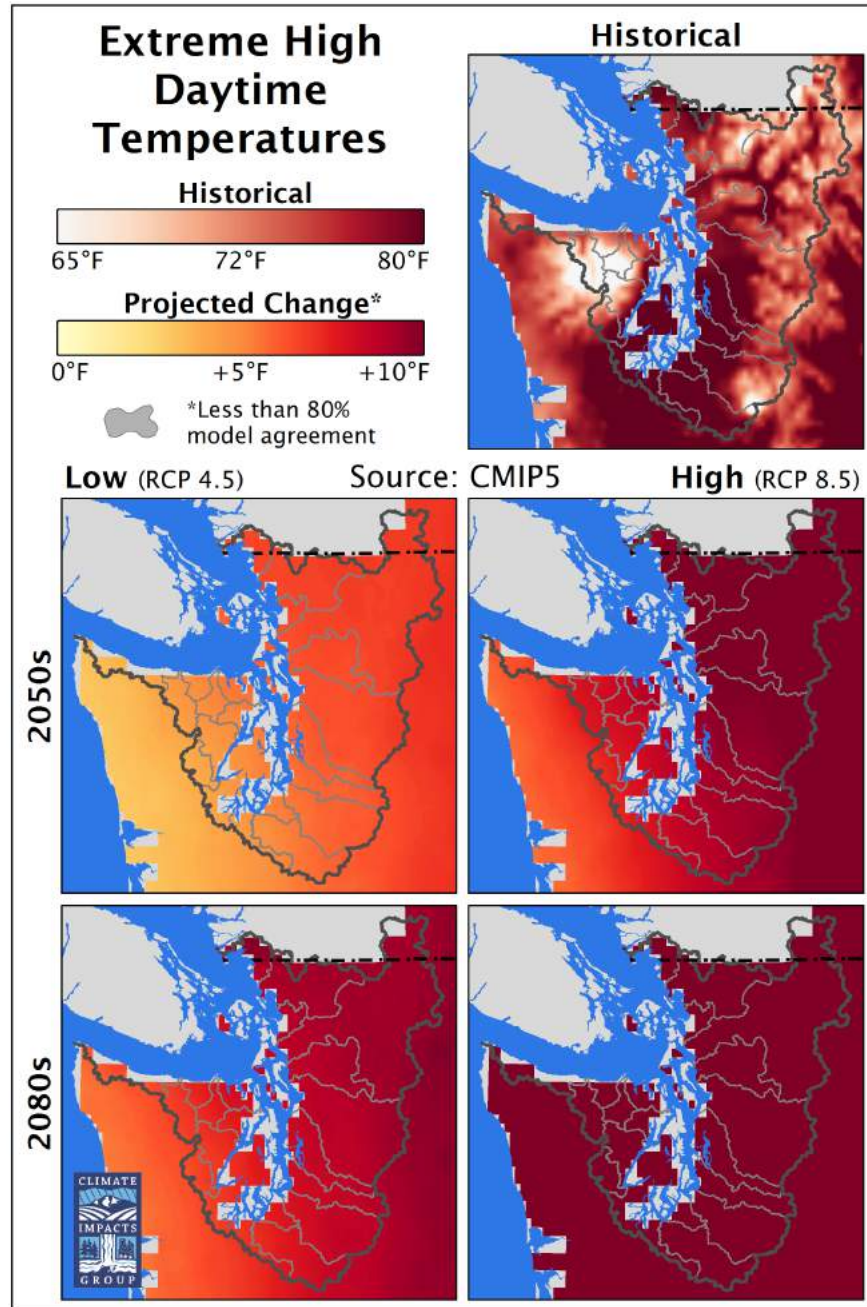 Extreme High
Daytime
Temperatures
Historical
65°F 72°F 80°F
Projected Change*
0°F +5°F +10°F
*Less than 80%
model agreement
Historical
Low (RCP 4.5) Source: CMIP5 High (RCP 8.5)
2050s
2080s
CLIMATE
IMPACTS
GROUP